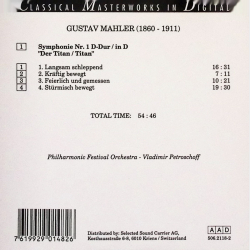 CLASSICAL MASTERWORKS IN DIGITAL
GUSTAV MAHLER (1860 - 1911)
1 Symphonie Nr. 1 D-Dur / in D
"Der Titan / Titan"
1 1. Langsam schleppend 16 : 31
2 2. Kräftig bewegt 7 : 11
3 3. Feierlich und gemessen 10 : 21
4 4. Stürmisch bewegt 19 : 30
TOTAL TIME: 54 : 46
Philharmonic Festival Orchestra - Vladimir Petroschoff
7 619929 014826
Distributed by: Selected Sound Carrier AG,
6010 Kriens / Switzerland
AAD
506.2118-2